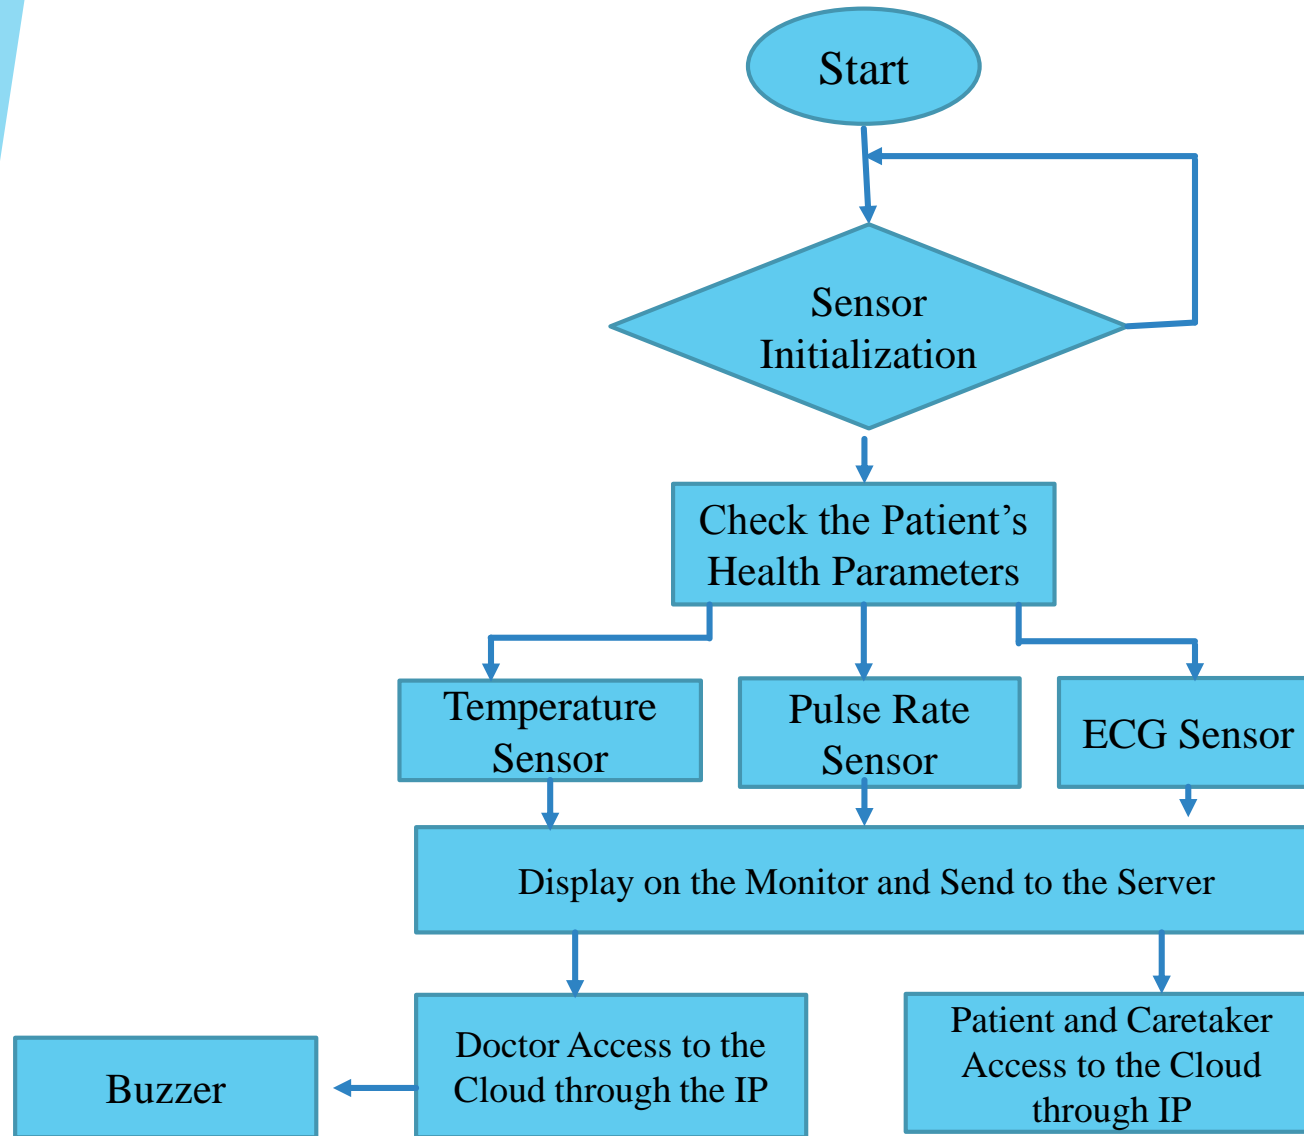 Start
Sensor
Initialization
Check the Patient’s
Health Parameters
Temperature
Sensor
Pulse Rate
Sensor
ECG Sensor
Display on the Monitor and Send to the Server
Doctor Access to the
Cloud through the IP
Patient and Caretaker
Access to the Cloud
through IP
Buzzer